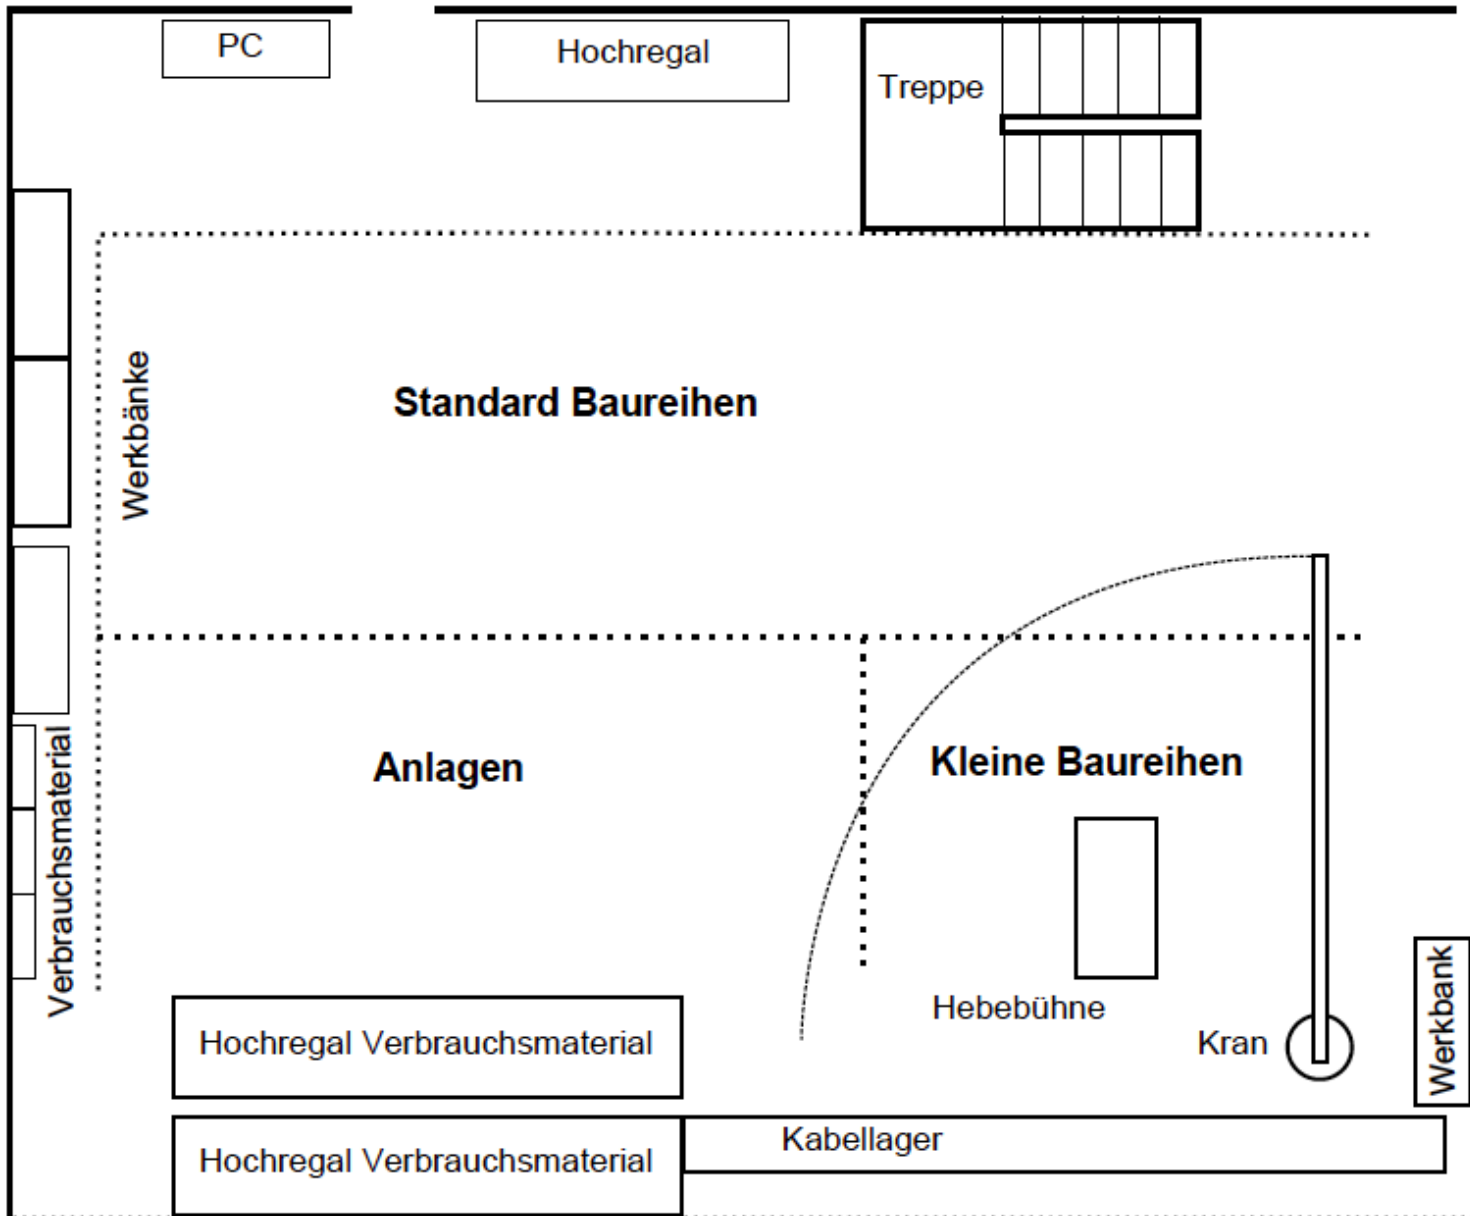 PC
Hochregal
Treppe
Werkbänke
Standard Baureihen
Anlagen
Kleine Baureihen
Verbrauchsmaterial
Hebebühne
Kran
Werkbank
Hochregal Verbrauchsmaterial
Kabellager
Hochregal Verbrauchsmaterial